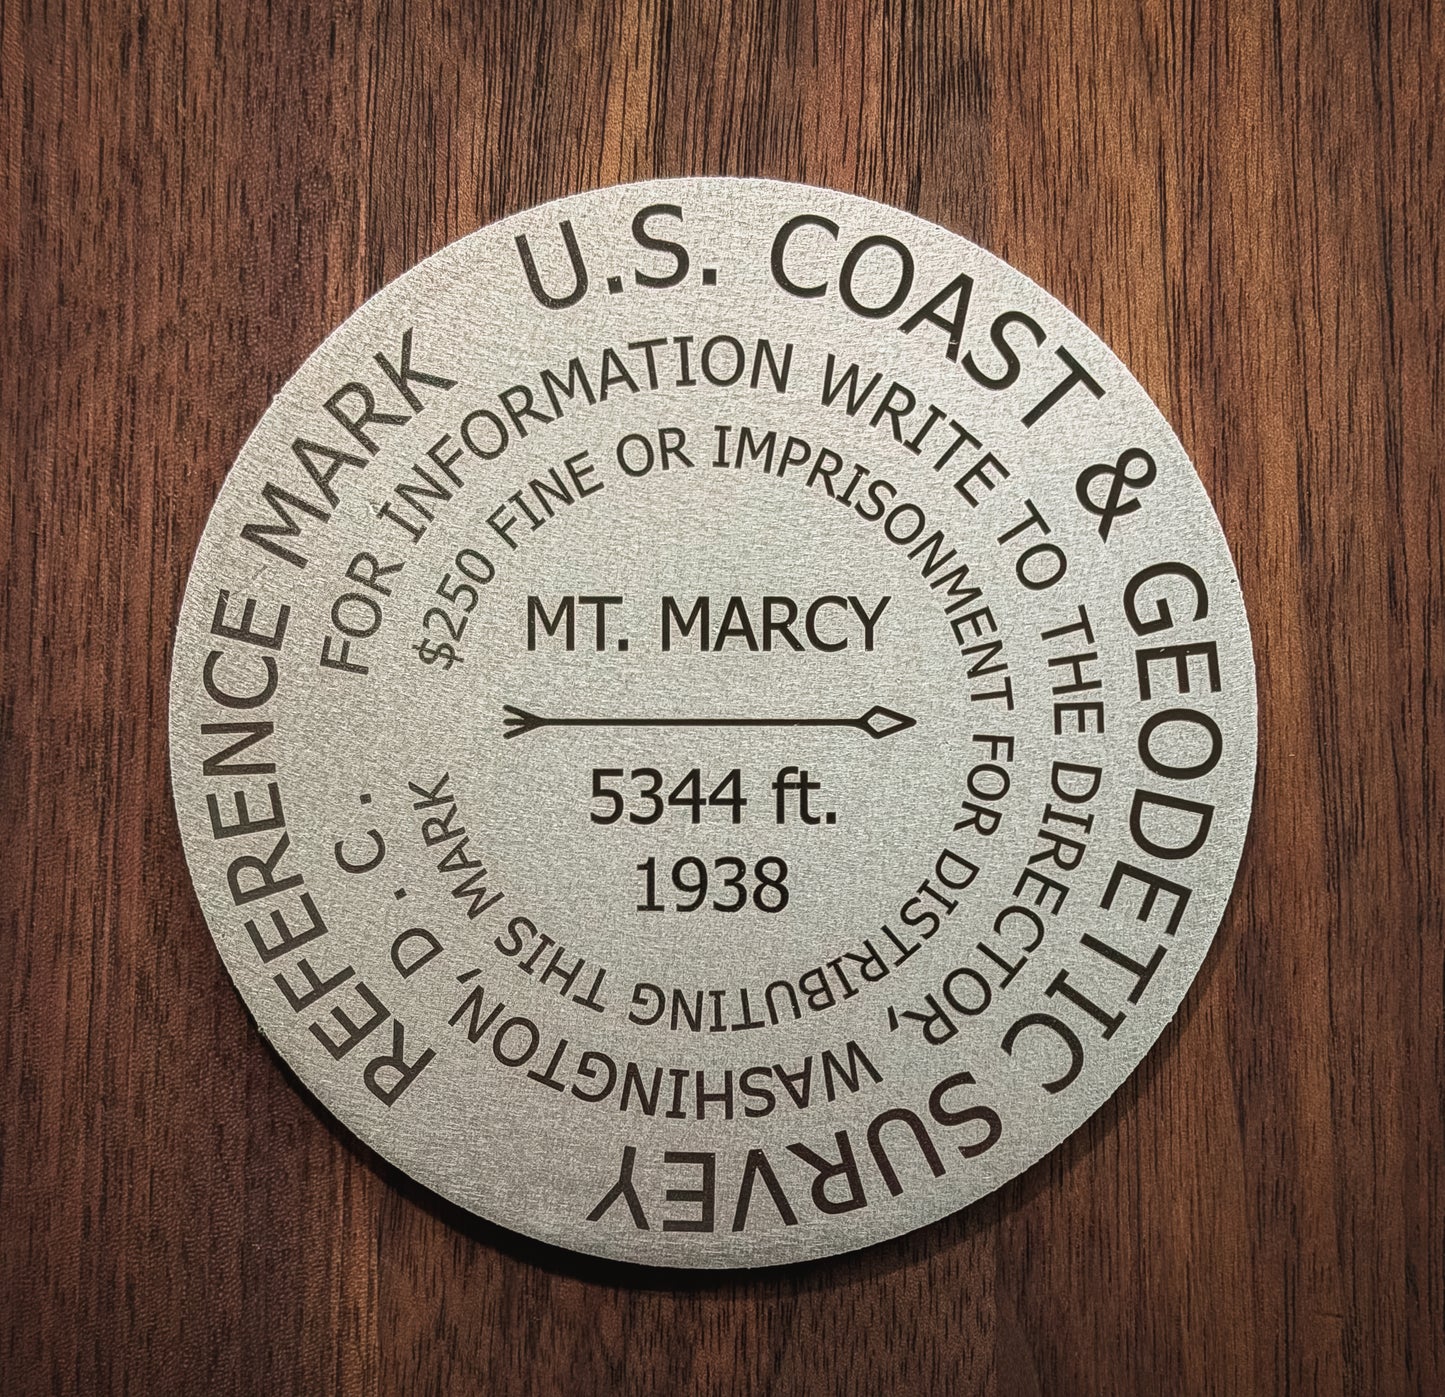 U.S. COAST & GEODETIC SURVEY
REFERENCE MARK
FOR INFORMATION WRITE TO THE DIRECTOR, WASHINGTON, D.C.
$250 FINE OR IMPRISONMENT FOR DISTRIBUTING THIS MARK
MT. MARCY
5344 ft.
1938